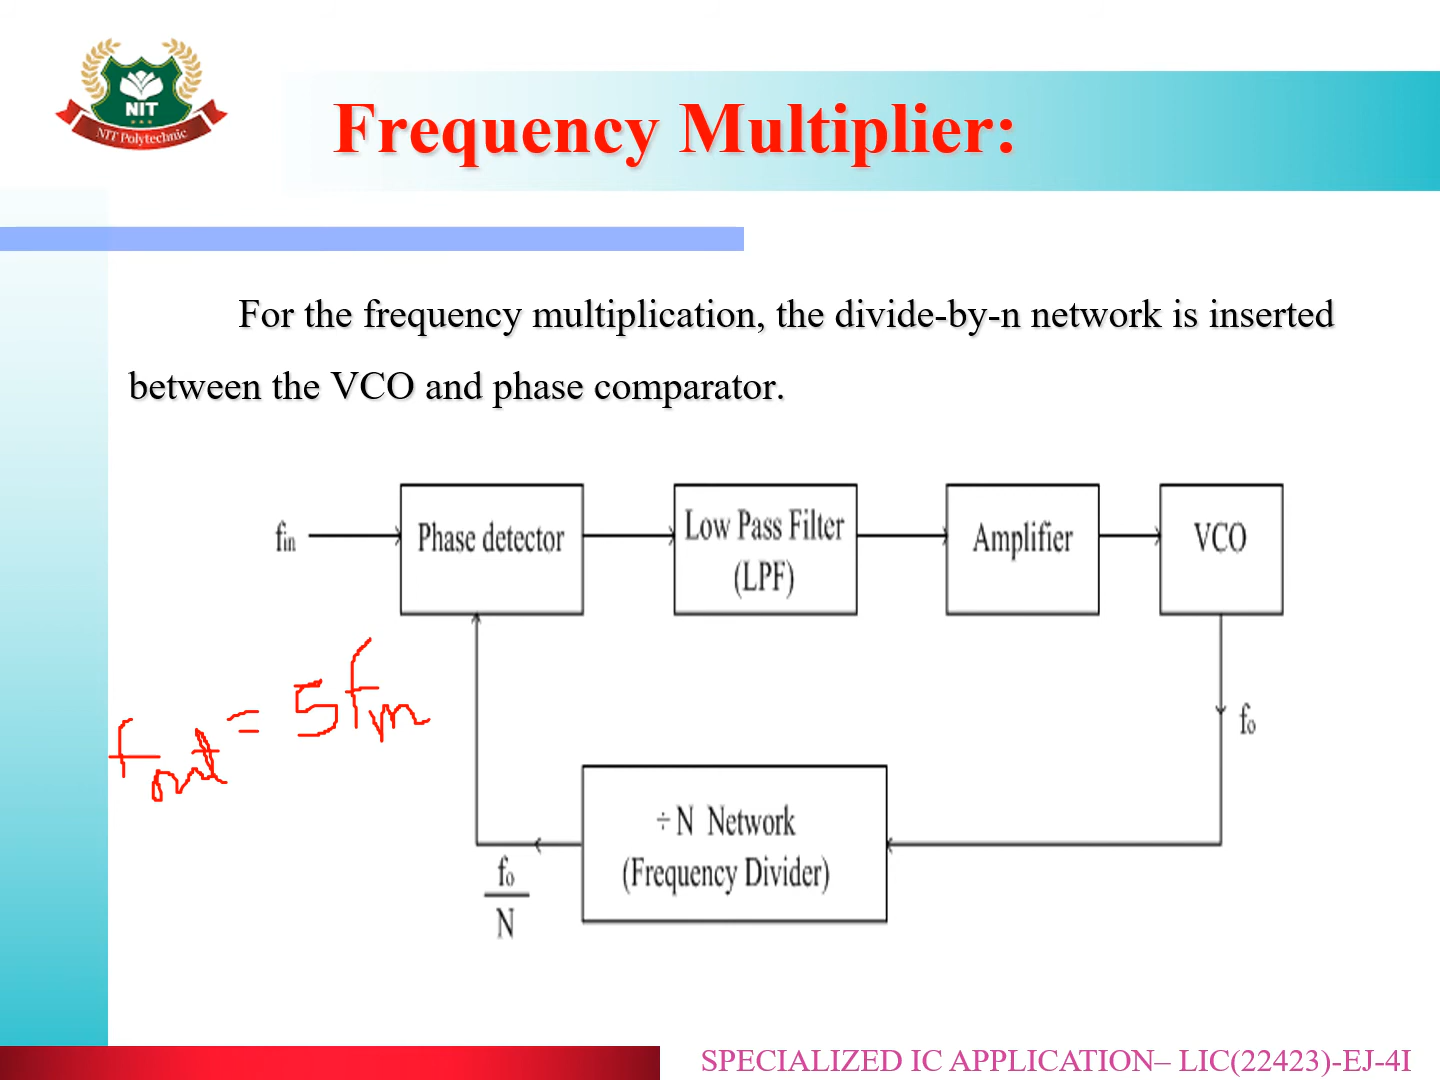 NIT
NIT Polytechnic
Frequency Multiplier:
For the frequency multiplication, the divide-by-n network is inserted
between the VCO and phase comparator.
fin
Phase detector
Low Pass Filter
(LPF)
Amplifier
VCO
fout = 5fin
fo
÷ N Network
(Frequency Divider)
fo
N
SPECIALIZED IC APPLICATION– LIC(22423)-EJ-4I